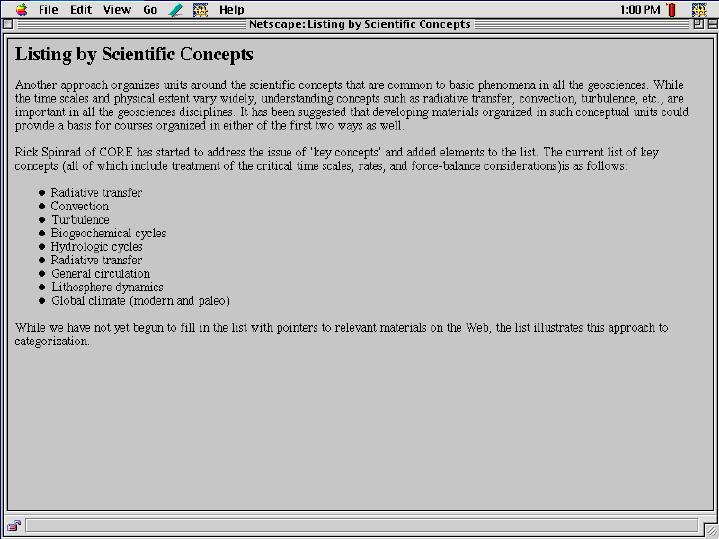 File Edit View Go Help 1:00 PM
Netscape: Listing by Scientific Concepts
Listing by Scientific Concepts
Another approach organizes units around the scientific concepts that are common to basic phenomena in all the geosciences. While
the time scales and physical extent vary widely, understanding concepts such as radiative transfer, convection, turbulence, etc., are
important in all the geosciences disciplines. It has been suggested that developing materials organized in such conceptual units could
provide a basis for courses organized in either of the first two ways as well.
Rick Spinrad of CORE has started to address the issue of 'key concepts' and added elements to the list. The current list of key
concepts (all of which include treatment of the critical time scales, rates, and force-balance considerations)is as follows:
Radiative transfer
Convection
Turbulence
Biogeochemical cycles
Hydrologic cycles
Radiative transfer
General circulation
Lithosphere dynamics
Global climate (modern and paleo)
While we have not yet begun to fill in the list with pointers to relevant materials on the Web, the list illustrates this approach to
categorization.